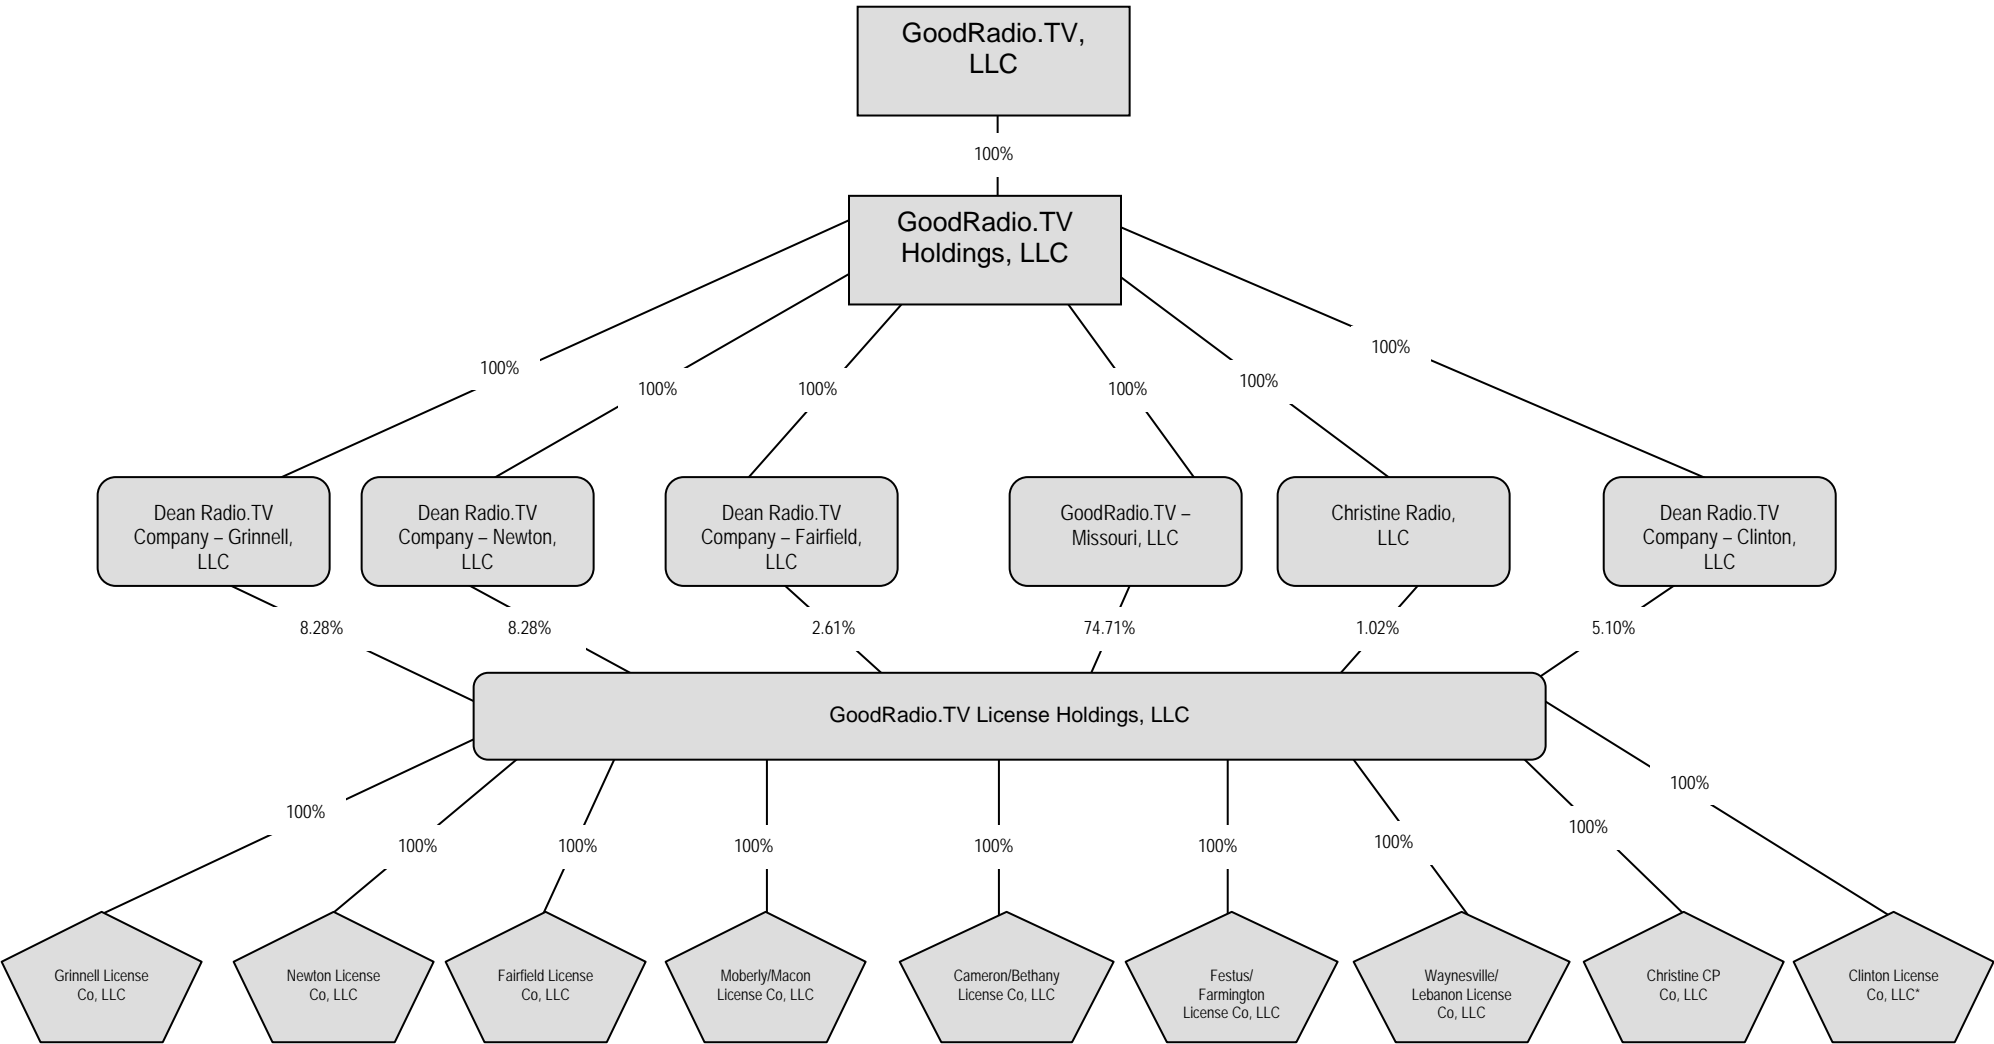 GoodRadio.TV,
LLC
100%
GoodRadio.TV
Holdings, LLC
100%
100%
100%
100%
100%
100%
Dean Radio.TV
Company – Grinnell,
LLC
Dean Radio.TV
Company – Newton,
LLC
Dean Radio.TV
Company – Fairfield,
LLC
GoodRadio.TV –
Missouri, LLC
Christine Radio,
LLC
Dean Radio.TV
Company – Clinton,
LLC
8.28%
8.28%
2.61%
74.71%
1.02%
5.10%
GoodRadio.TV License Holdings, LLC
100%
100%
100%
100%
100%
100%
100%
100%
100%
Grinnell License
Co, LLC
Newton License
Co, LLC
Fairfield License
Co, LLC
Moberly/Macon
License Co, LLC
Cameron/Bethany
License Co, LLC
Festus/
Farmington
License Co, LLC
Waynesville/
Lebanon License
Co, LLC
Christine CP
Co, LLC
Clinton License
Co, LLC*